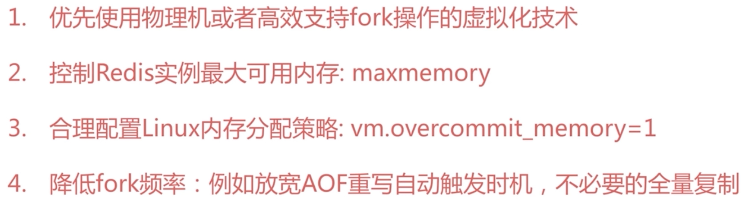 1. 优先使用物理机或者高效支持fork操作的虚拟化技术
2. 控制Redis实例最大可用内存: maxmemory
3. 合理配置Linux内存分配策略: vm.overcommit_memory=1
4. 降低fork频率：例如放宽AOF重写自动触发时机，不必要的全量复制